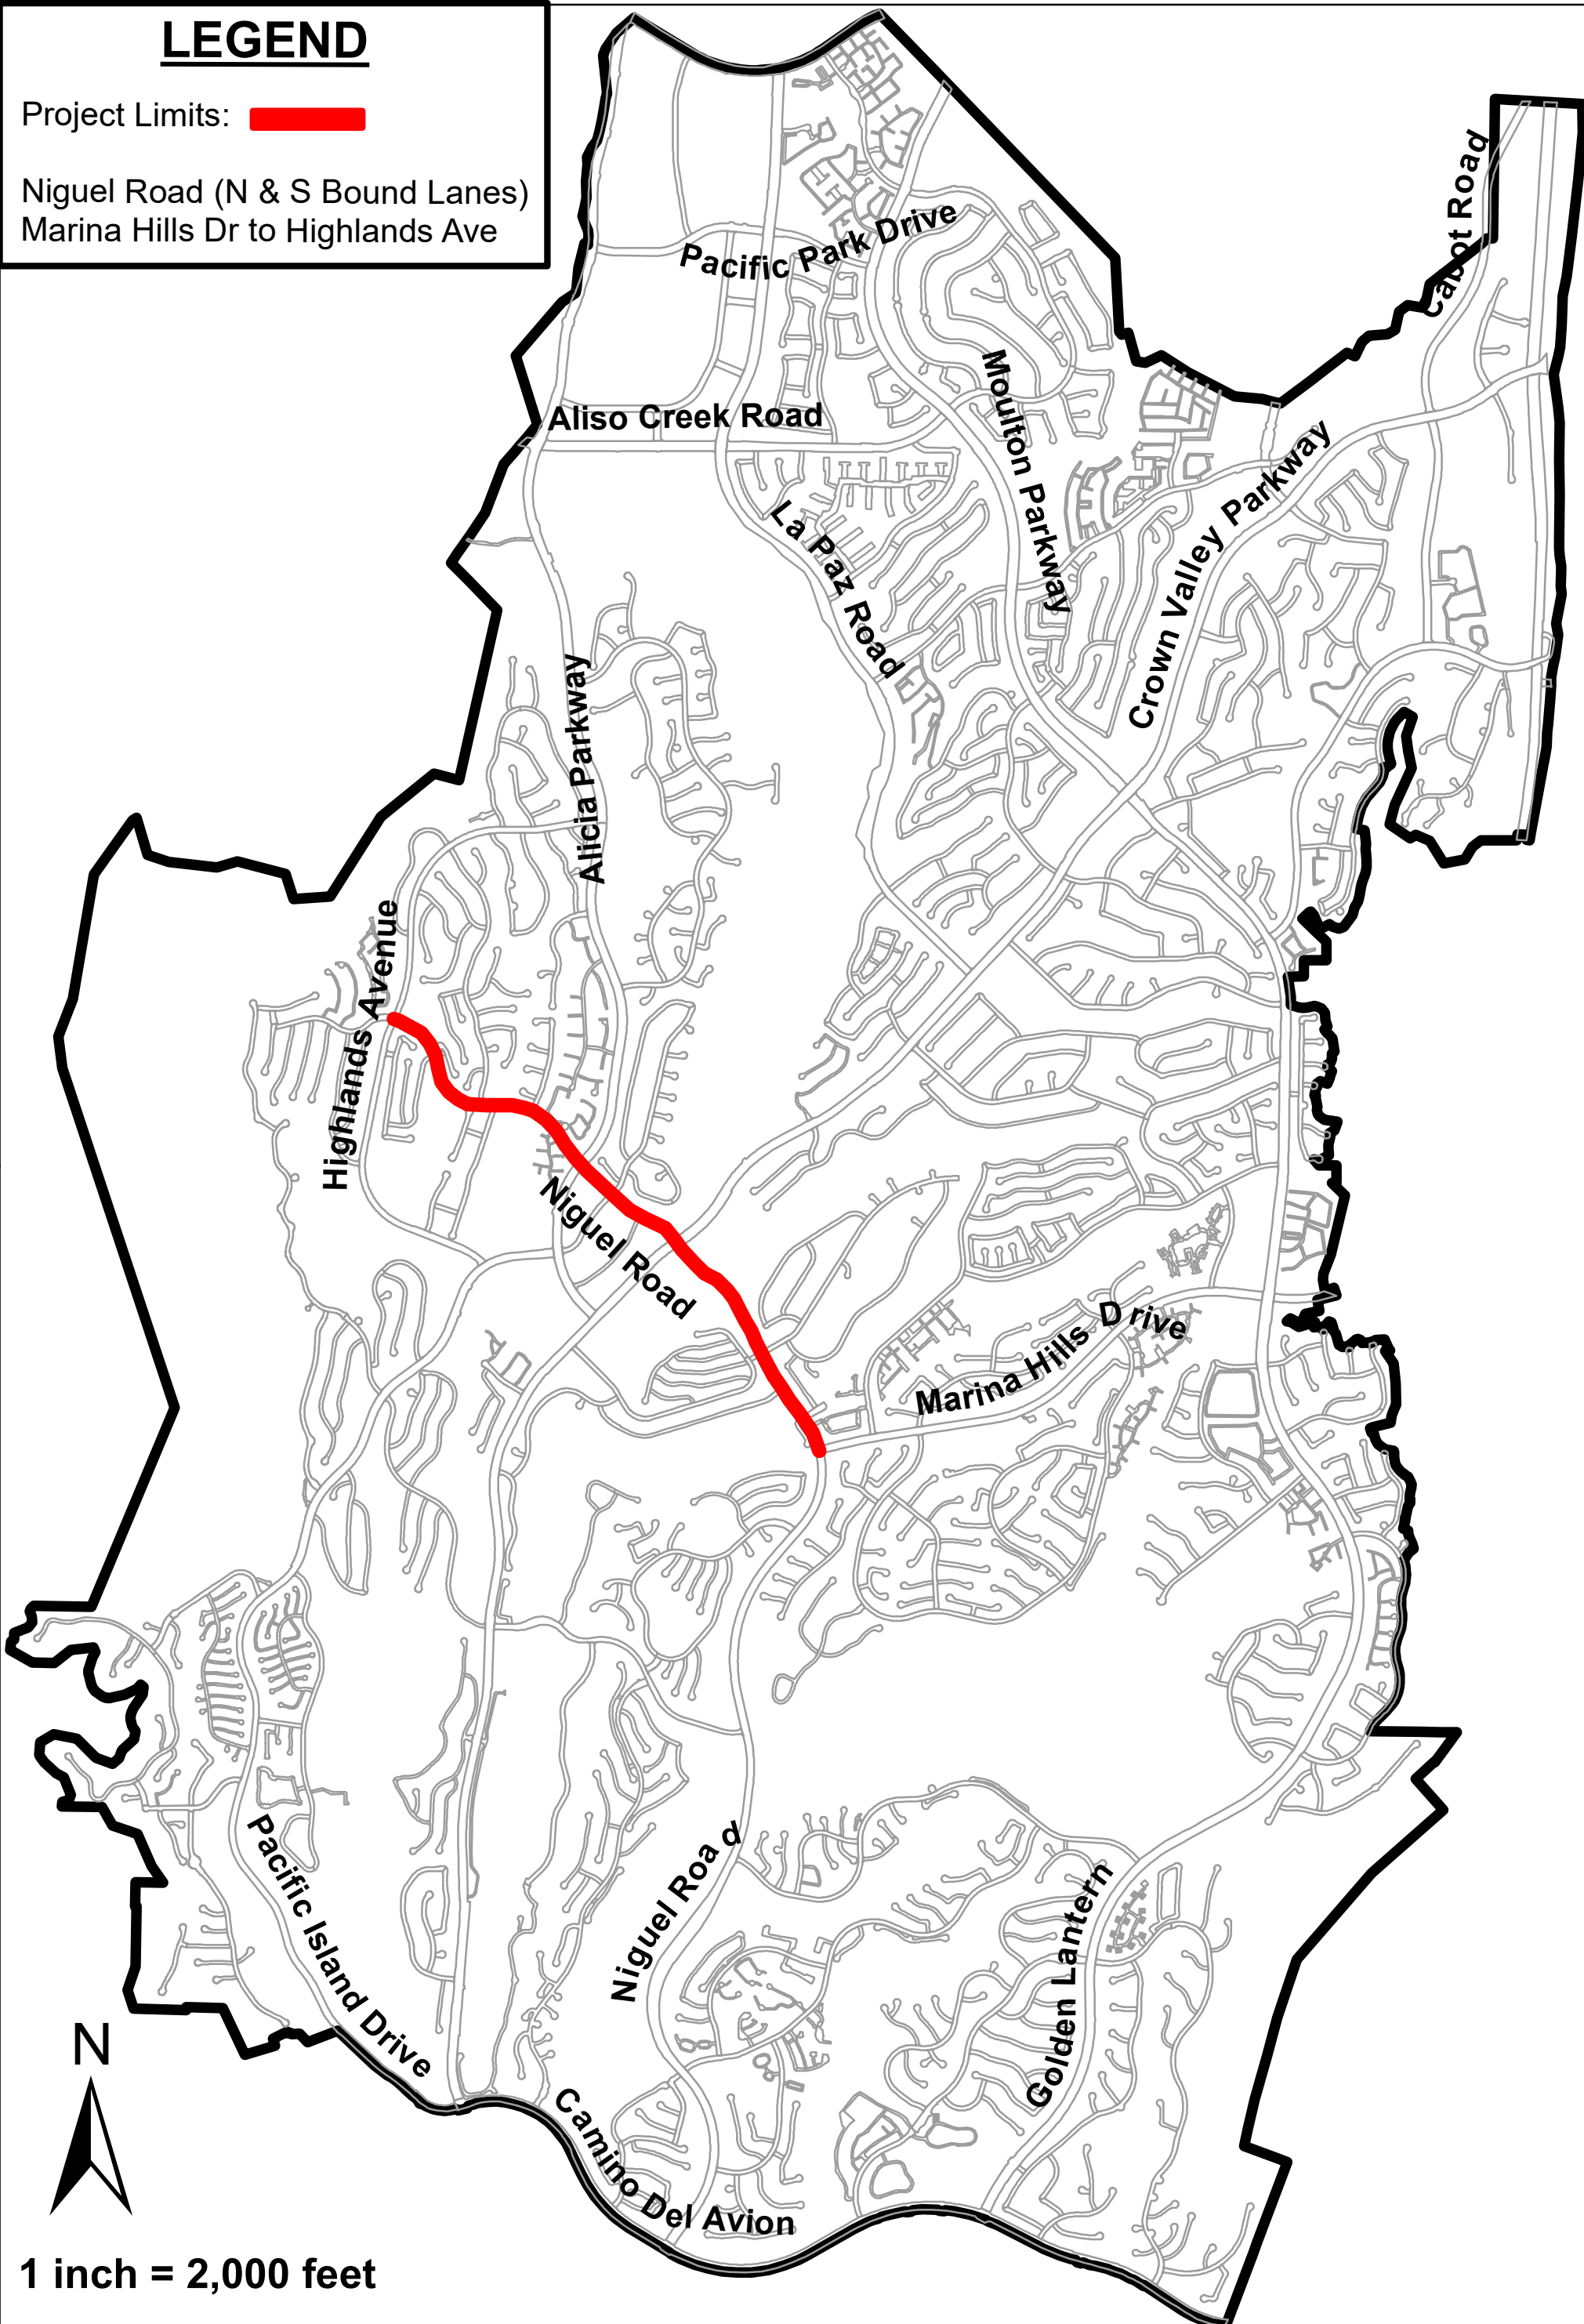 LEGEND
Project Limits:
Niguel Road (N & S Bound Lanes)
Marina Hills Dr to Highlands Ave
Cabot Road
Pacific Park Drive
Moulton Parkway
Aliso Creek Road
Crown Valley Parkway
La Paz Road
Alicia Parkway
Highlands Avenue
Niguel Road
Marina Hills Drive
Niguel Road
Pacific Island Drive
Golden Lantern
Camino Del Avion
N
1 inch = 2,000 feet